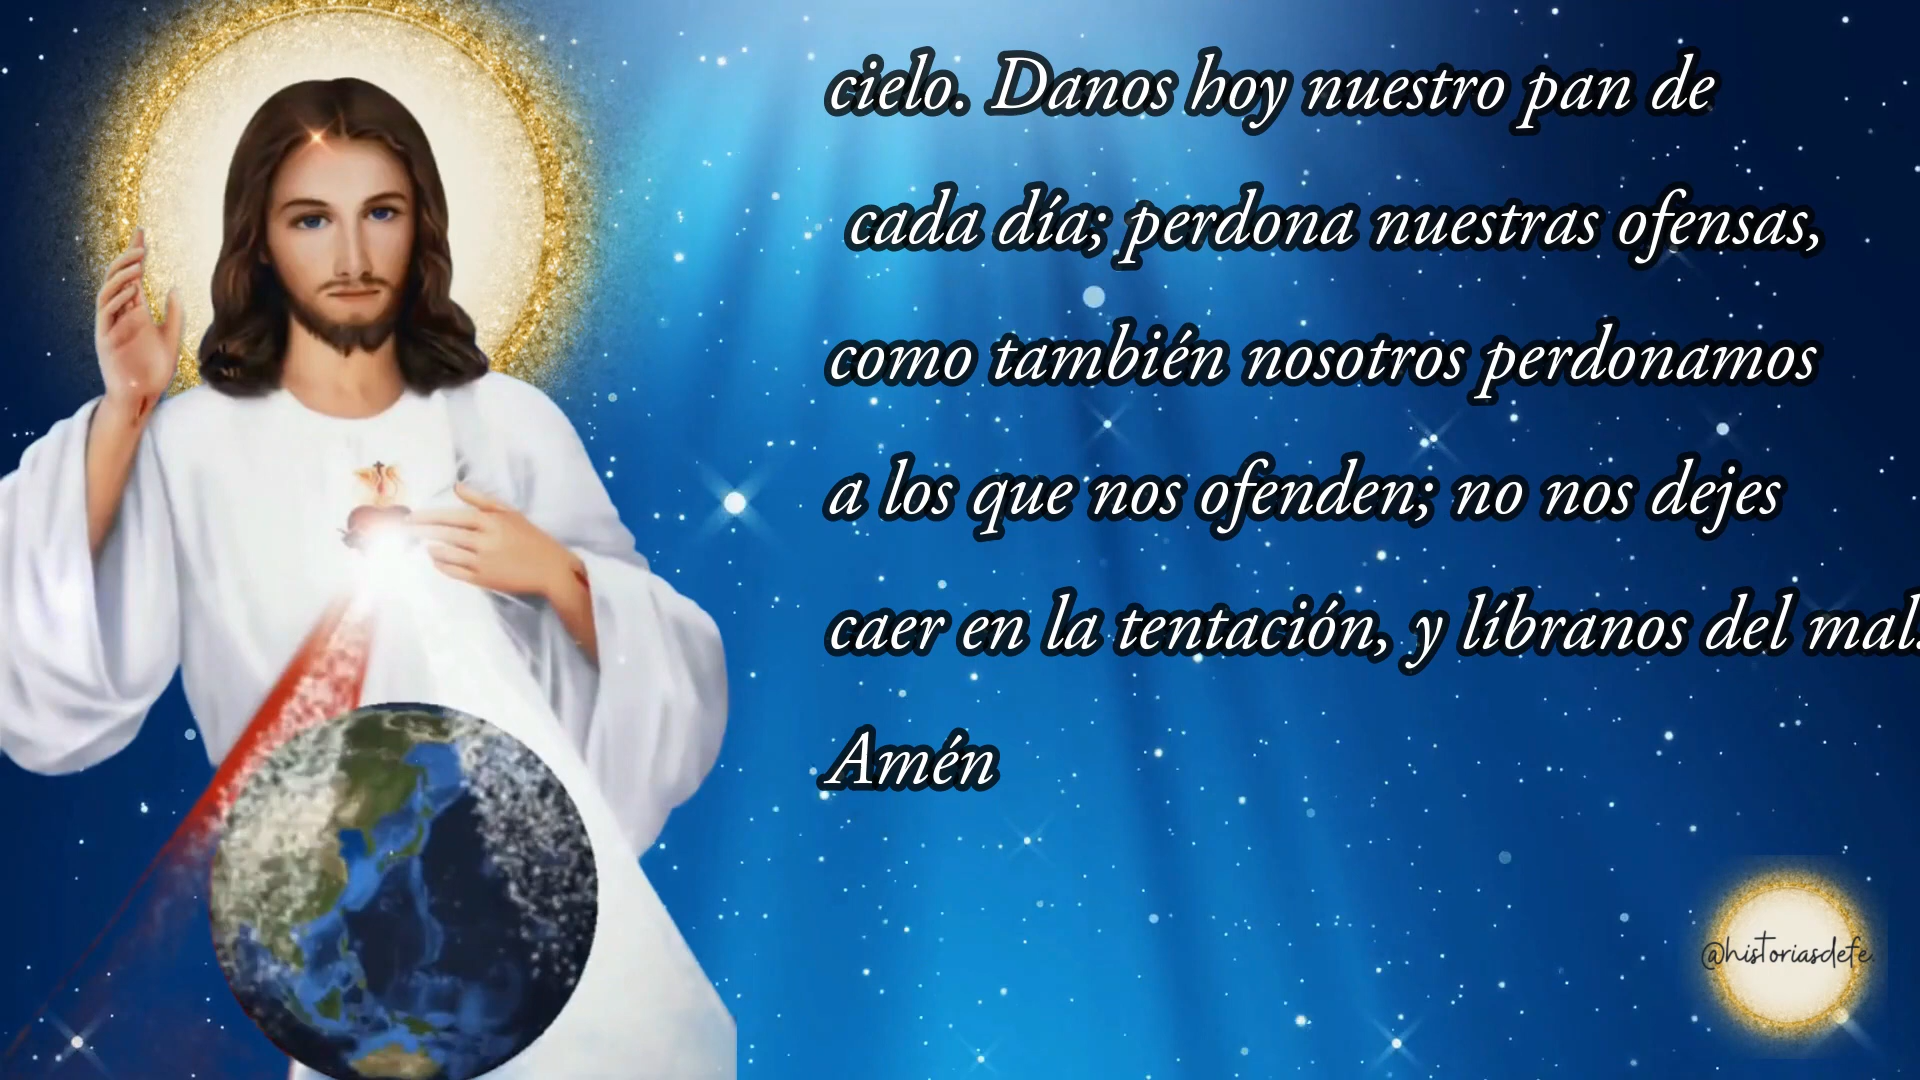 cielo. Danos hoy nuestro pan de
cada día; perdona nuestras ofensas,
como también nosotros perdonamos
a los que nos ofenden; no nos dejes
caer en la tentación, y líbranos del mal.
Amén
@historiasdefe.